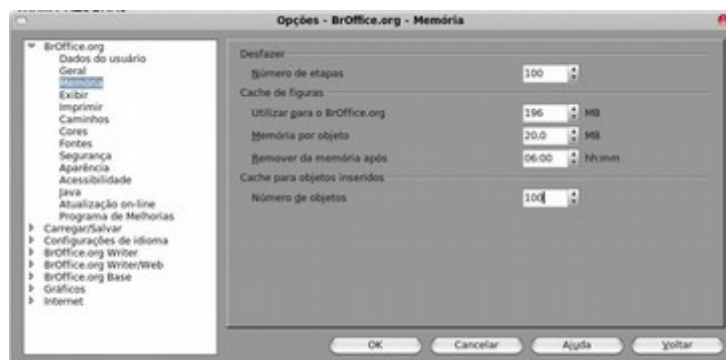 Opções - BrOffice.org - Memória
BrOffice.org
Dados do usuário
Geral
Memória
Exibir
Imprimir
Caminhos
Cores
Fontes
Segurança
Aparência
Acessibilidade
Java
Atualização on-line
Programa de Melhorias
Carregar/Salvar
Configurações de idioma
BrOffice.org Writer
BrOffice.org Writer/Web
BrOffice.org Base
Gráficos
Internet
Desfazer
Número de etapas 100
Cache de figuras
Utilizar para o BrOffice.org 196 MB
Memória por objeto 20,0 MB
Remover da memória após 06:00 hh:mm
Cache para objetos inseridos
Número de objetos 100
OK Cancelar Ajuda Voltar